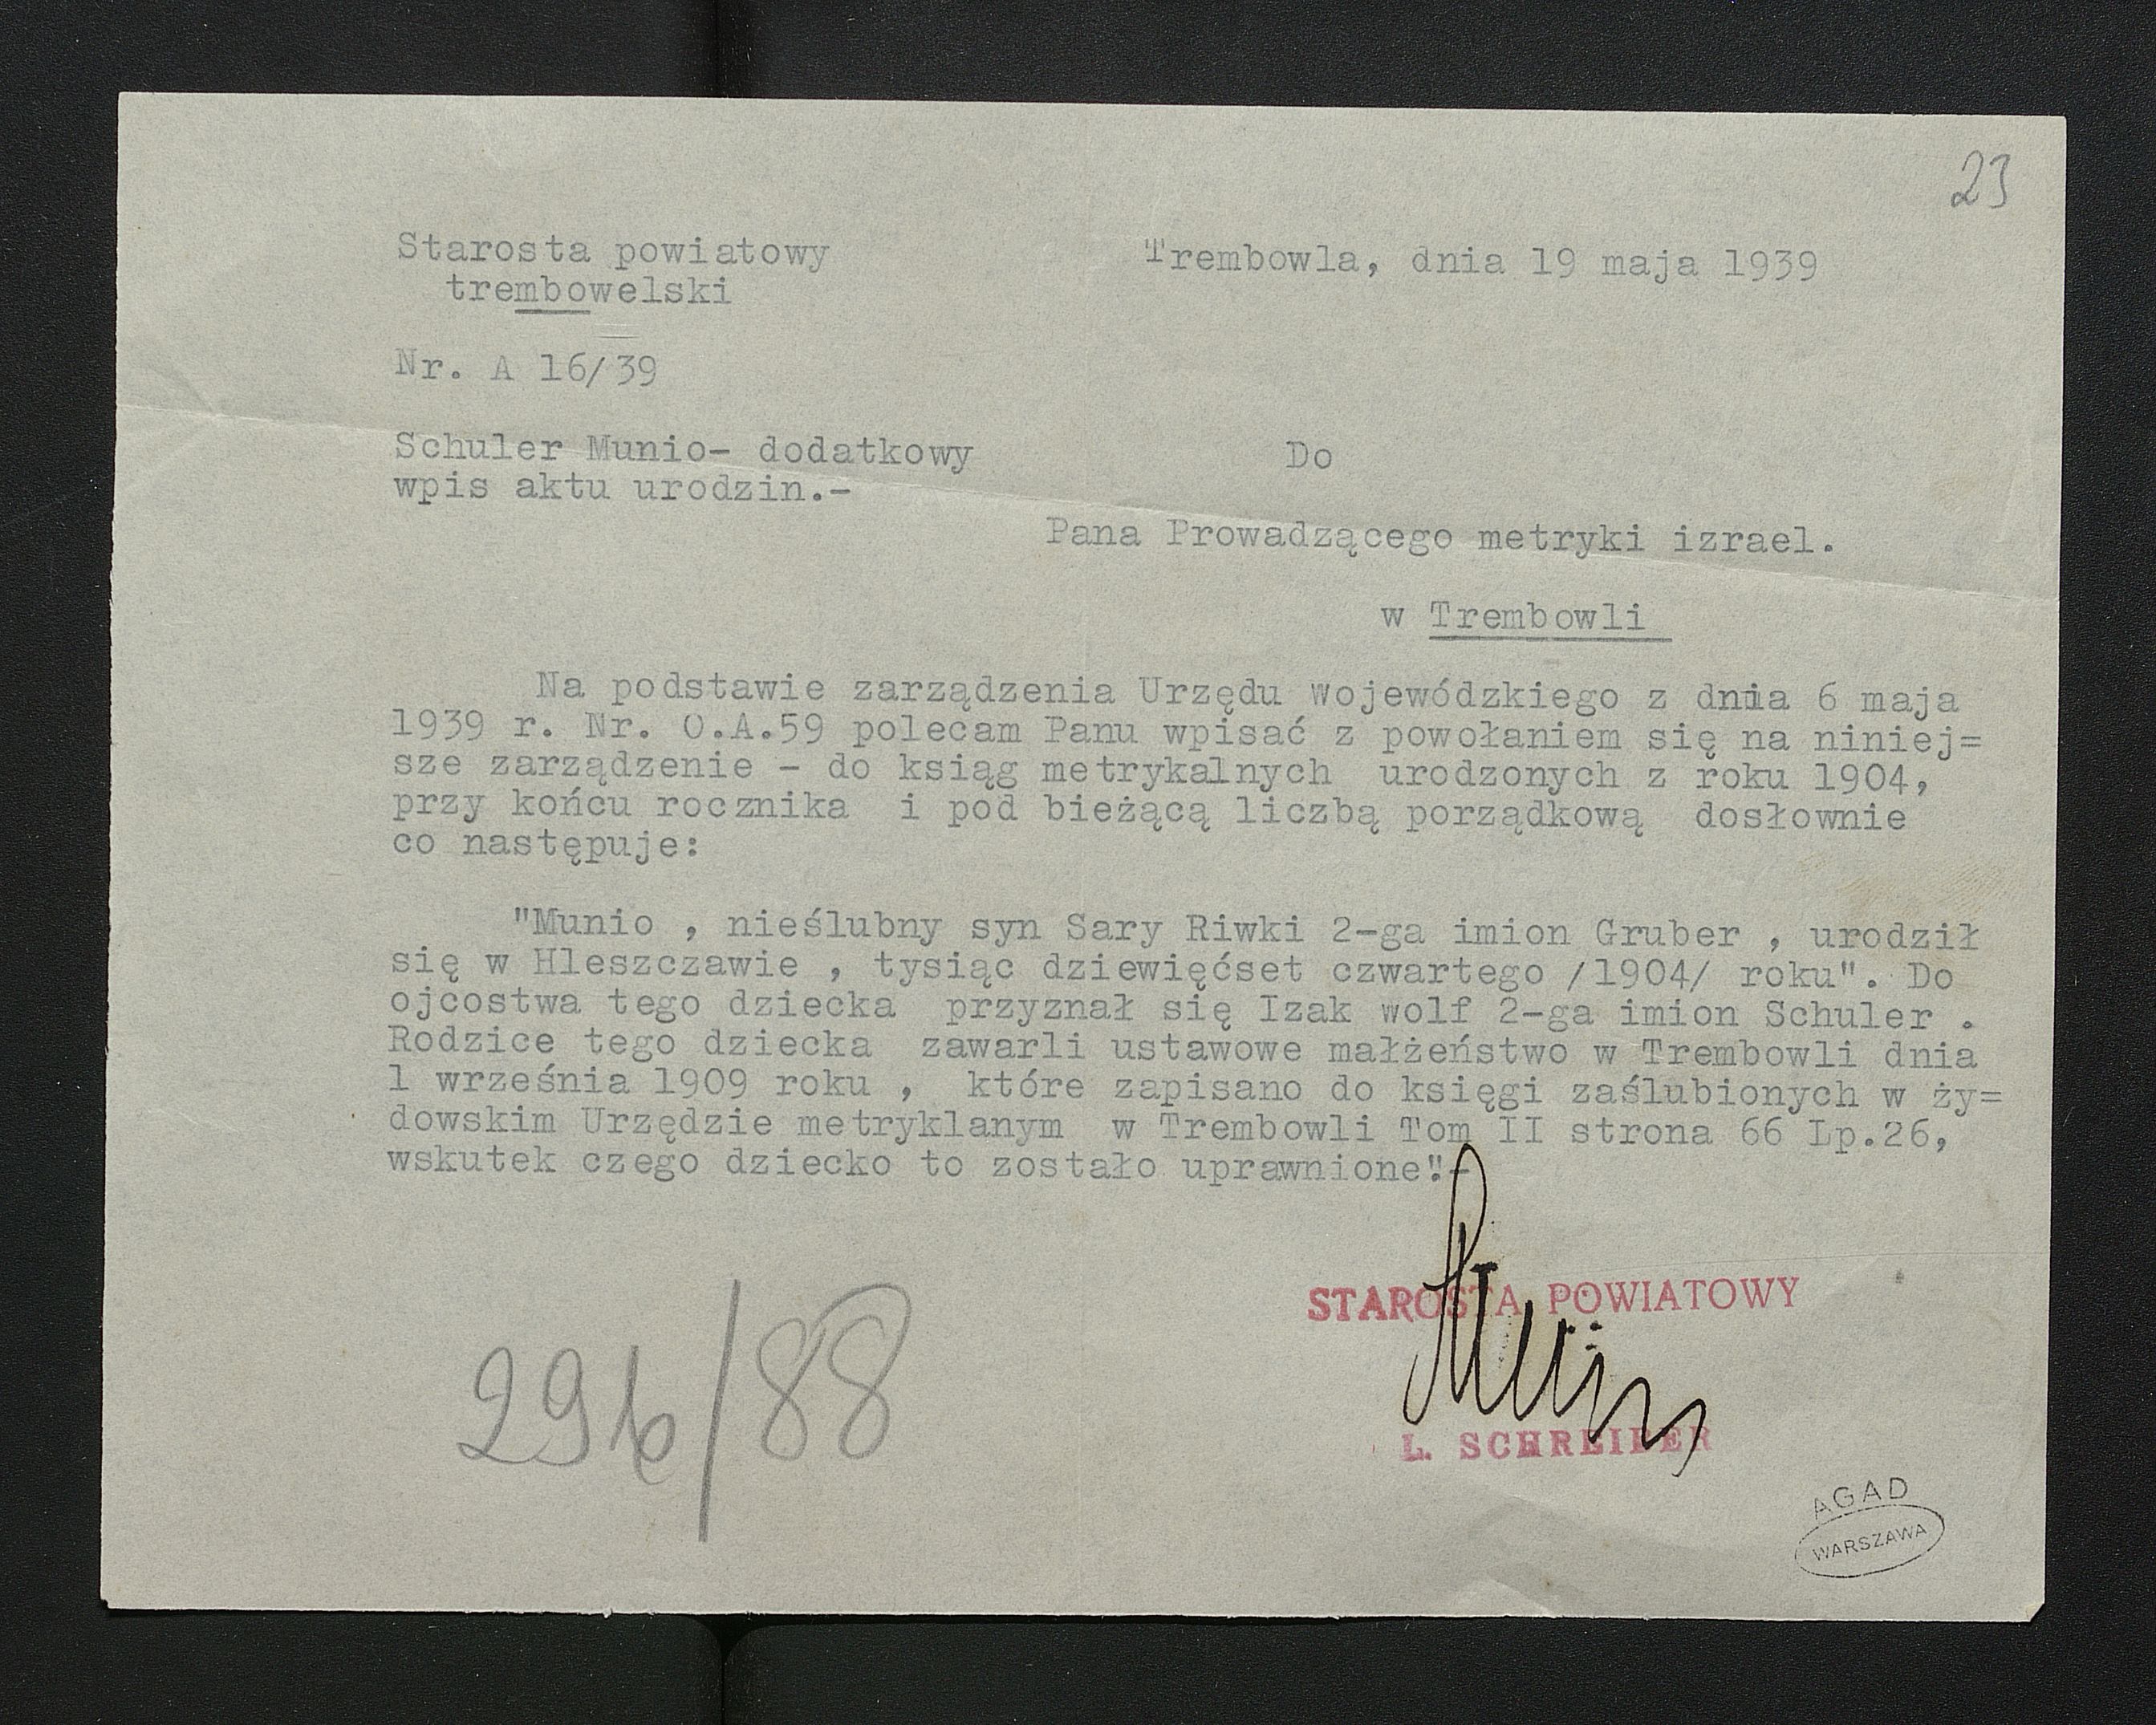 23
Starosta powiatowy
trembowelski
Trembowla, dnia 19 maja 1939
Nr. A 16/39
Schuler Munio- dodatkowy
wpis aktu urodzin.-
Do
Pana Prowadzącego metryki izrael.
w Trembowli
Na podstawie zarządzenia Urzędu Wojewódzkiego z dnia 6 maja
1939 r. Nr. O.A.59 polecam Panu wpisać z powołaniem się na niniej=
sze zarządzenie - do ksiąg metrykalnych urodzonych z roku 1904,
przy końcu rocznika i pod bieżącą liczbą porządkową dosłownie
co następuje:
"Munio , nieślubny syn Sary Riwki 2-ga imion Gruber , urodził
się w Hleszczawie , tysiąc dziewięćset czwartego /1904/ roku". Do
ojcostwa tego dziecka przyznał się Izak wolf 2-ga imion Schuler .
Rodzice tego dziecka zawarli ustawowe małżeństwo w Trembowli dnia
1 września 1909 roku , które zapisano do księgi zaślubionych w ży=
dowskim Urzędzie metryklanym w Trembowli Tom II strona 66 Lp.26,
wskutek czego dziecko to zostało uprawnione".-
STAROSTA POWIATOWY
L. SCHREIBER
/88
AGAD
WARSZAWA